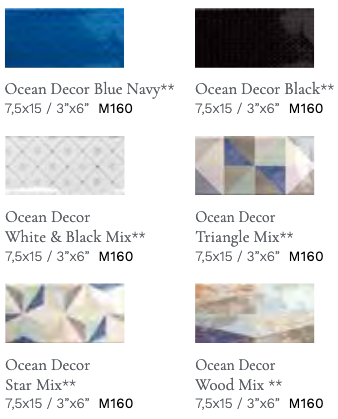 Ocean Decor Blue Navy**
7,5x15 / 3”x6” M160
Ocean Decor Black**
7,5x15 / 3”x6” M160
Ocean Decor
White & Black Mix**
7,5x15 / 3”x6” M160
Ocean Decor
Triangle Mix**
7,5x15 / 3”x6” M160
Ocean Decor
Star Mix**
7,5x15 / 3”x6” M160
Ocean Decor
Wood Mix **
7,5x15 / 3”x6” M160